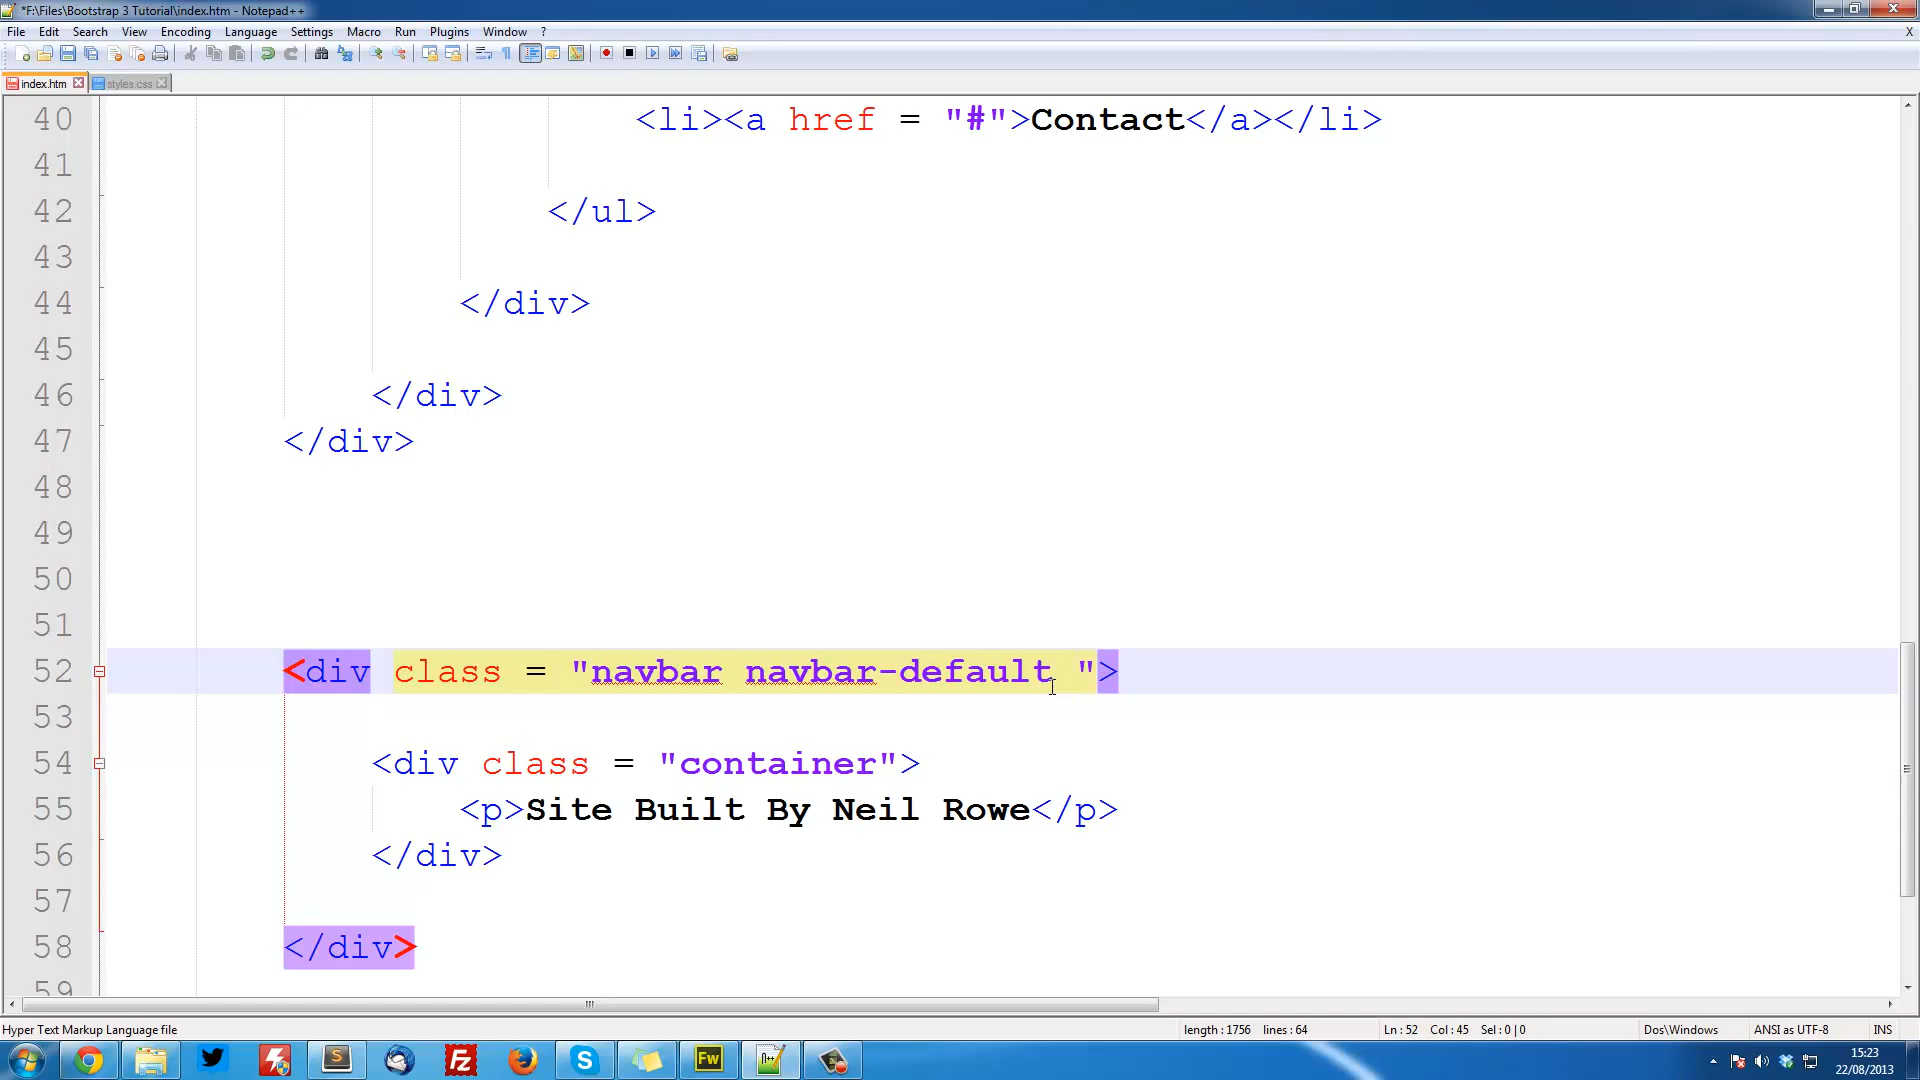 *F:\Files\Bootstrap 3 Tutorial\index.htm - Notepad++
File Edit Search View Encoding Language Settings Macro Run Plugins Window ? X
index.htm styles.css
40 <li><a href = "#">Contact</a></li>
41
42 </ul>
43
44 </div>
45
46 </div>
47 </div>
48
49
50
51
52 <div class = "navbar navbar-default ">
53
54 <div class = "container">
55 <p>Site Built By Neil Rowe</p>
56 </div>
57
58 </div>
59
Hyper Text Markup Language file length : 1756 lines : 64 Ln : 52 Col : 45 Sel : 0 | 0 Dos\Windows ANSI as UTF-8 INS
S Fz S Fw n++
15:23
22/08/2013